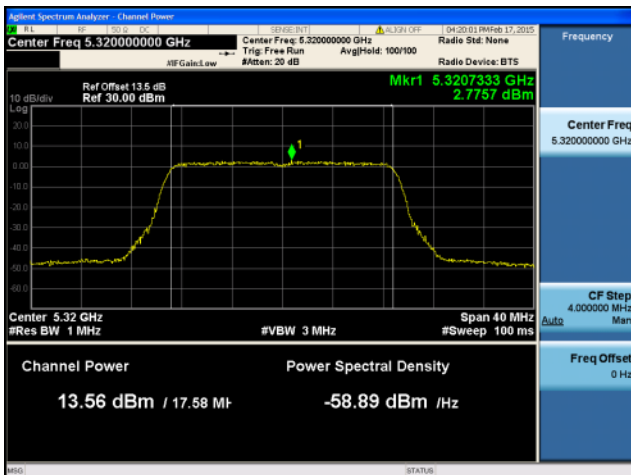 Agilent Spectrum Analyzer - Channel Power
RL RF 50 Ω DC SENSE:INT ALIGN OFF 04:20:01 PM Feb 17, 2015
Center Freq 5.320000000 GHz
Center Freq: 5.320000000 GHz
Radio Std: None
Trig: Free Run Avg|Hold: 100/100
#IFGain:Low #Atten: 20 dB Radio Device: BTS
Frequency
Ref Offset 13.5 dB
Mkr1 5.3207333 GHz
10 dB/div Ref 30.00 dBm 2.7757 dBm
Log
20.0
10.0
0.00
-10.0
-20.0
-30.0
-40.0
-50.0
-60.0
1
Center 5.32 GHz Span 40 MHz
#Res BW 1 MHz #VBW 3 MHz #Sweep 100 ms
Channel Power Power Spectral Density
13.56 dBm / 17.58 MH -58.89 dBm /Hz
Center Freq
5.320000000 GHz
CF Step
4.000000 MHz
Auto Man
Freq Offset
0 Hz
MSG STATUS